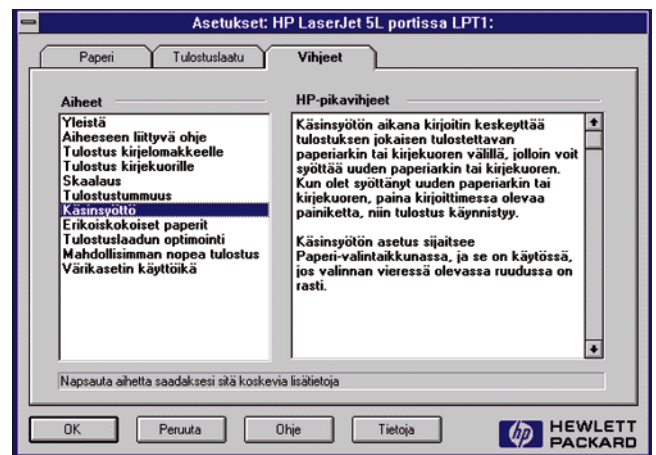 Asetukset: HP LaserJet 5L portissa LPT1:
Paperi
Tulostuslaatu
Vihjeet
Aiheet
Yleistä
Aiheeseen liittyvä ohje
Tulostus kirjelomakkeelle
Tulostus kirjekuorille
Skaalaus
Tulostustummuus
Käsinsyöttö
Erikoiskokoiset paperit
Tulostuslaadun optimointi
Mahdollisimman nopea tulostus
Värikasetin käyttöikä
HP-pikavihjeet
Käsinsyötön aikana kirjoitin keskeyttää
tulostuksen jokaisen tulostettavan
paperiarkin tai kirjekuoren välillä, jolloin voit
syöttää uuden paperiarkin tai kirjekuoren.
Kun olet syöttänyt uuden paperiarkin tai
kirjekuoren, paina kirjoittimessa olevaa
painiketta, niin tulostus käynnistyy.
Käsinsyötön asetus sijaitsee
Paperi-valintaikkunassa, ja se on käytössä,
jos valinnan vieressä olevassa ruudussa on
rasti.
Napsauta aihetta saadaksesi sitä koskevia lisätietoja
OK
Peruuta
Ohje
Tietoja
hp
HEWLETT
PACKARD